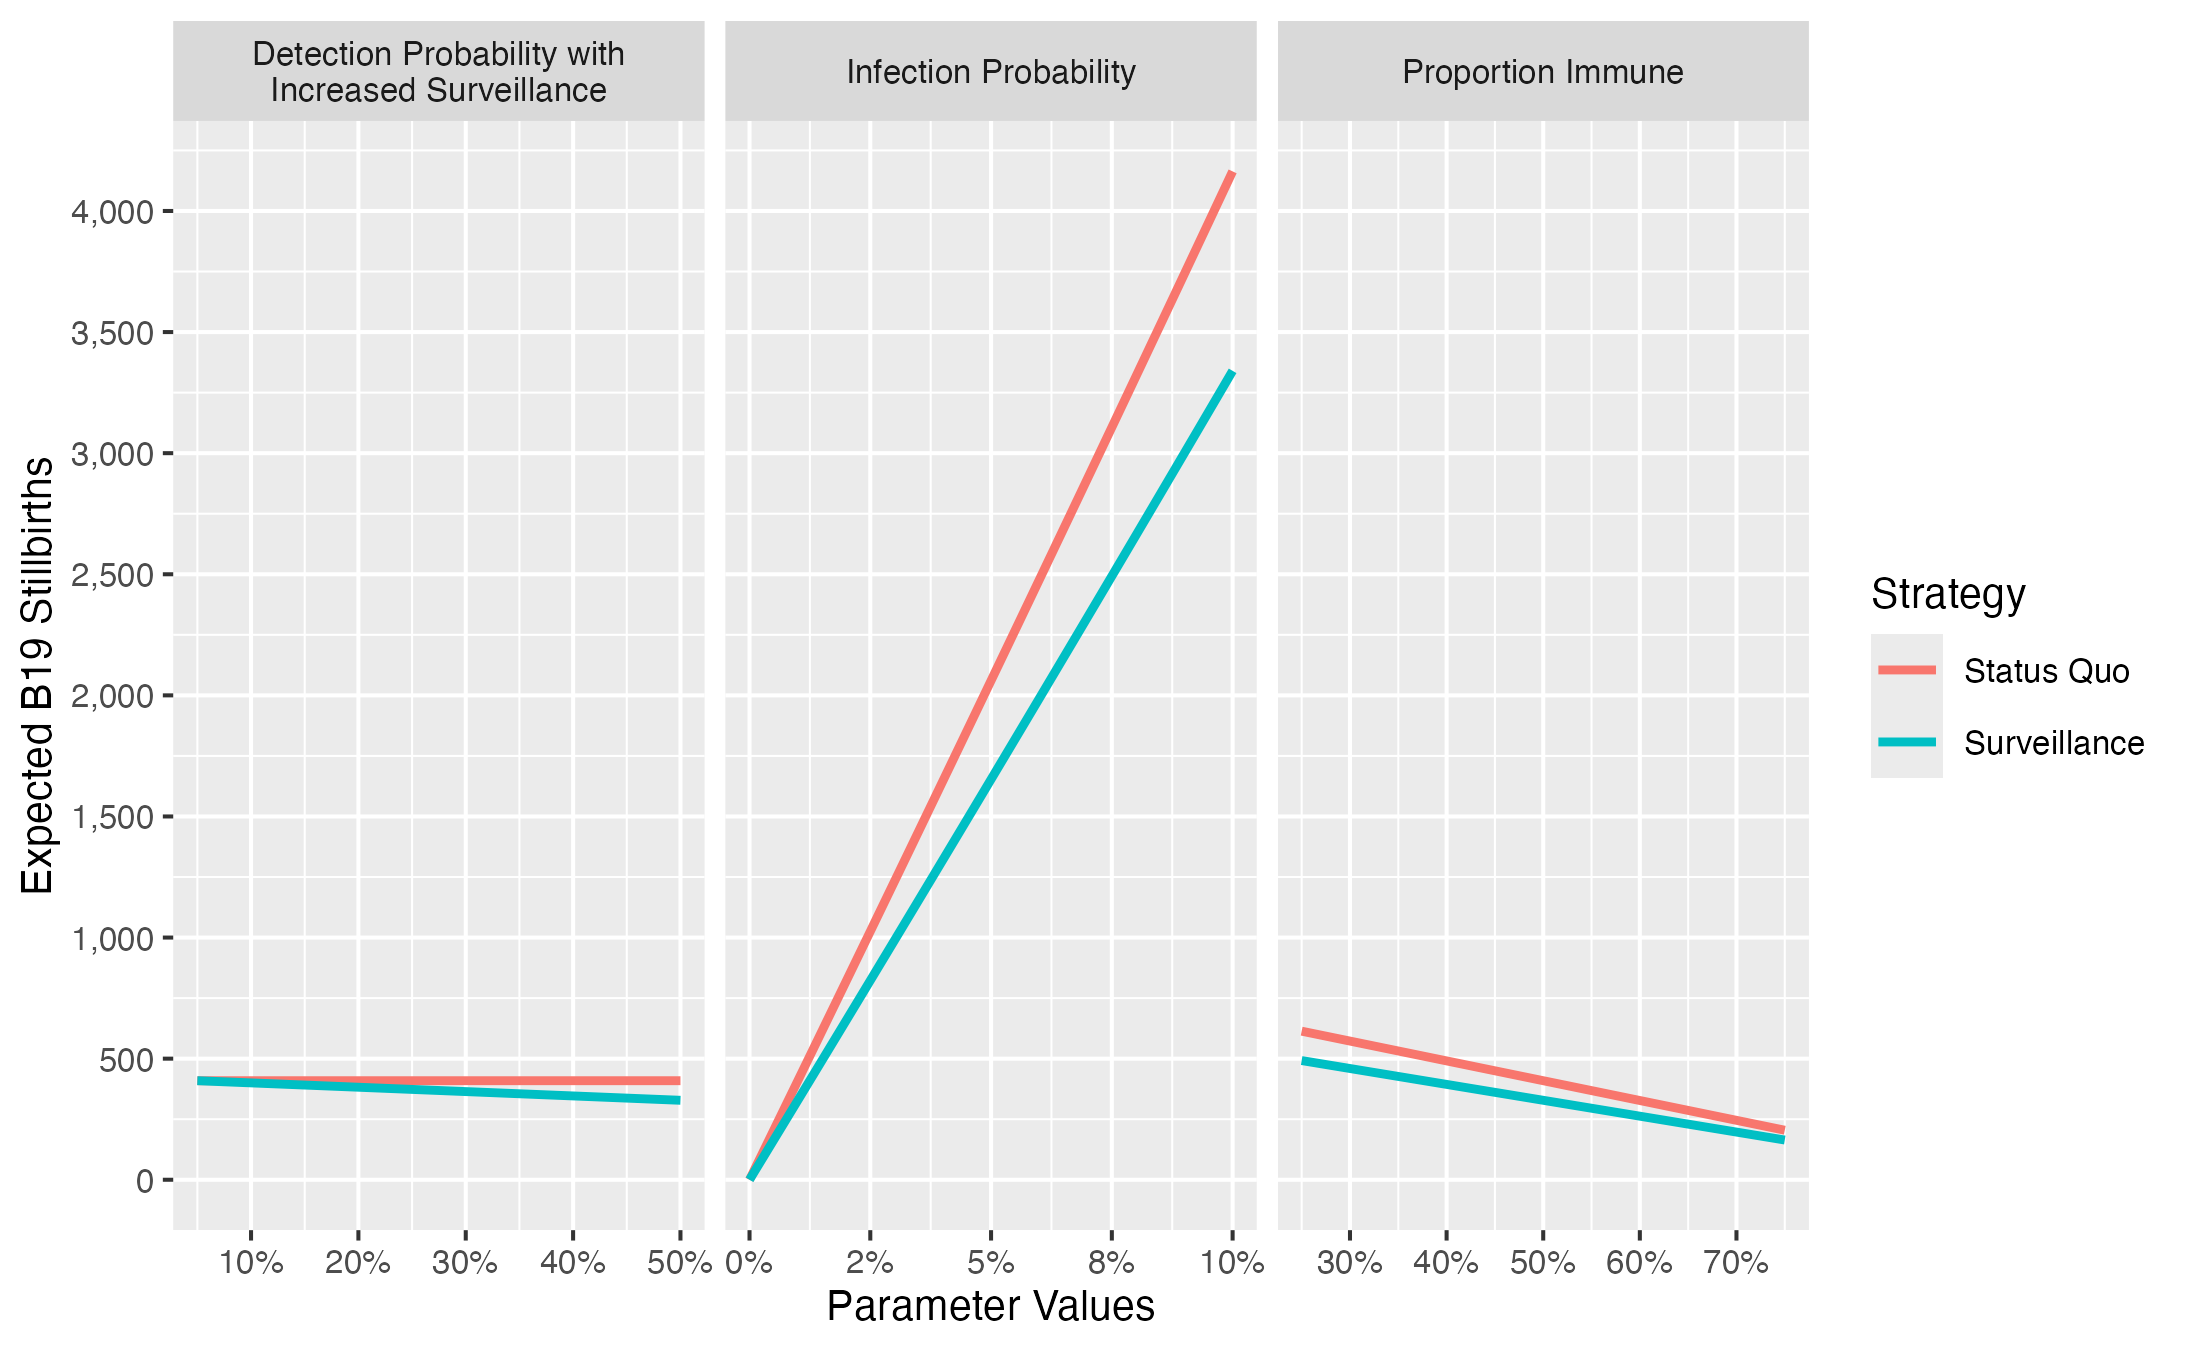 Detection Probability with
Increased Surveillance
Infection Probability
Proportion Immune
Expected B19 Stillbirths
4,000
3,500
3,000
2,500
2,000
1,500
1,000
500
0
10% 20% 30% 40% 50%
0% 2% 5% 8% 10%
30% 40% 50% 60% 70%
Parameter Values
Strategy
Status Quo
Surveillance